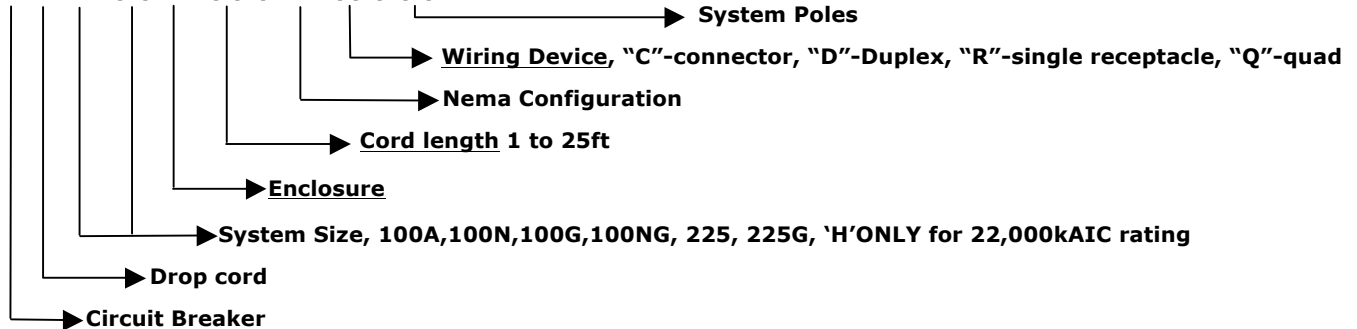 System Poles
Wiring Device, “C”-connector, “D”-Duplex, “R”-single receptacle, “Q”-quad
Nema Configuration
Cord length 1 to 25ft
Enclosure
System Size, 100A,100N,100G,100NG, 225, 225G, ‘H’ONLY for 22,000kAIC rating
Drop cord
Circuit Breaker